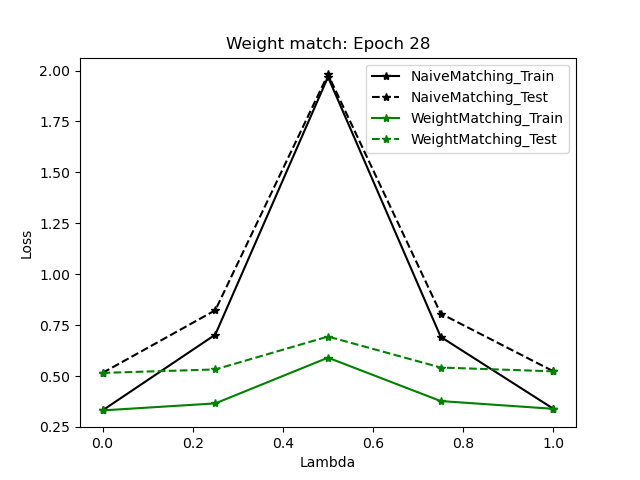 Weight match: Epoch 28
NaiveMatching_Train
NaiveMatching_Test
WeightMatching_Train
WeightMatching_Test
2.00
1.75
1.50
1.25
1.00
0.75
0.50
0.25
Loss
0.0 0.2 0.4 0.6 0.8 1.0
Lambda